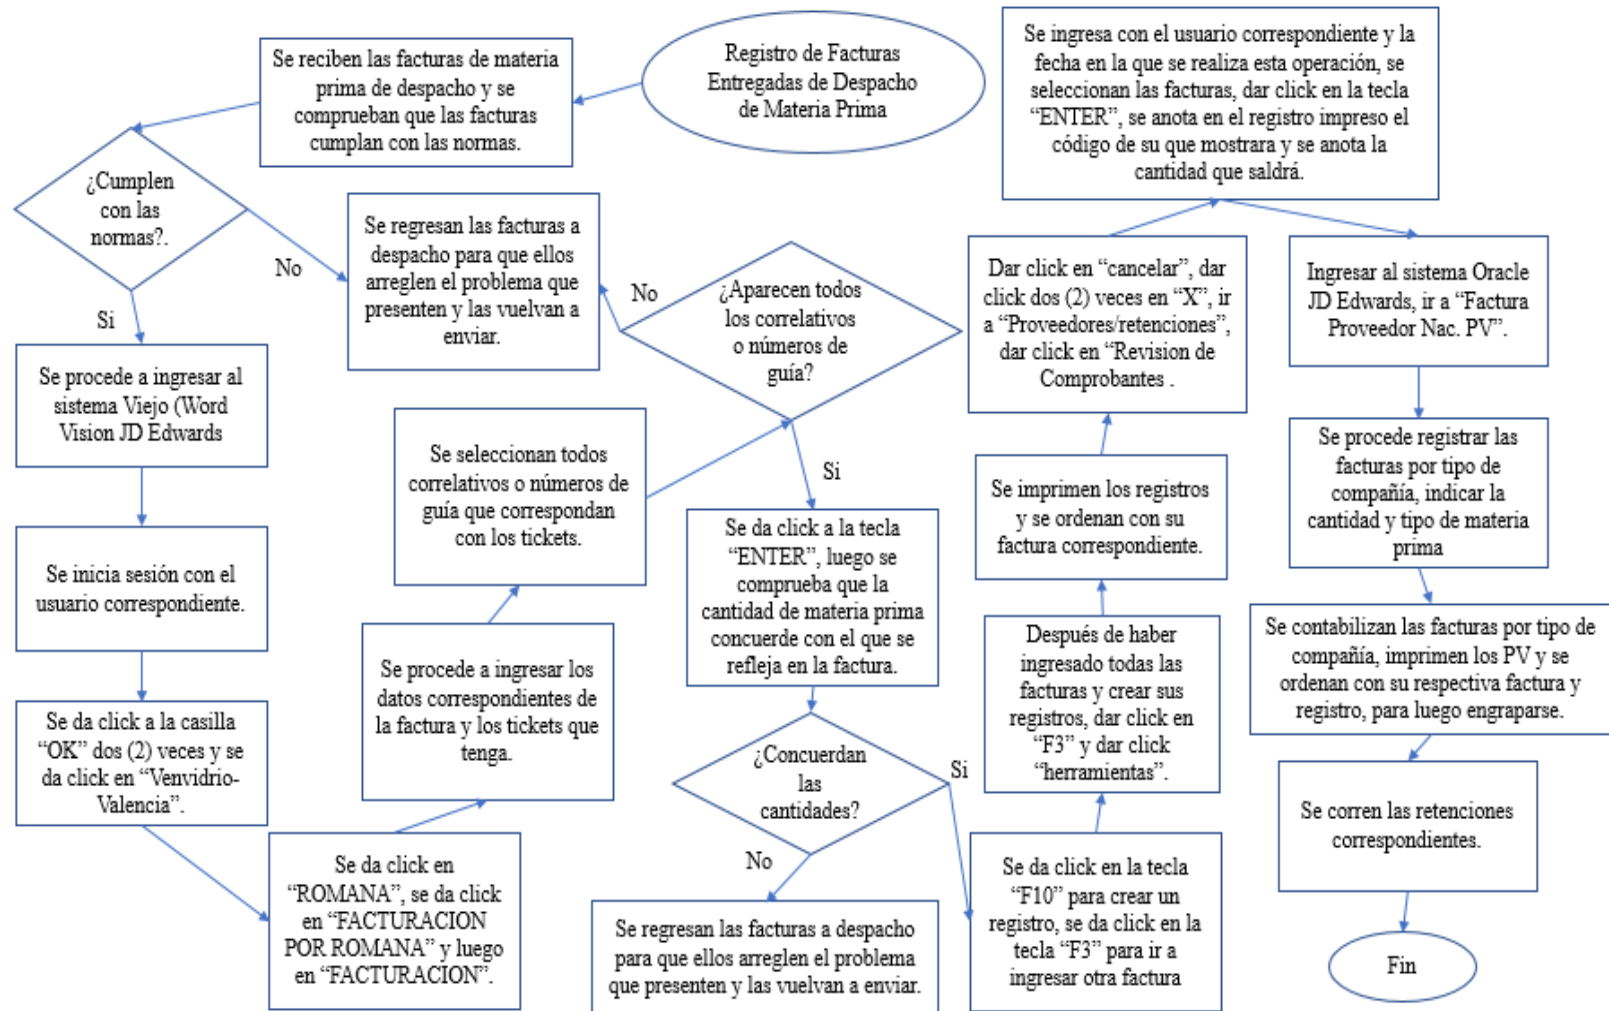 Registro de Facturas
Entregadas de Despacho
de Materia Prima
Se reciben las facturas de materia
prima de despacho y se
comprueban que las facturas
cumplan con las normas.
¿Cumplen
con las
normas?.
No
Si
Se regresan las facturas a
despacho para que ellos
arreglen el problema que
presenten y las vuelvan a
enviar.
Se procede a ingresar al
sistema Viejo (Word
Vision JD Edwards
Se inicia sesión con el
usuario correspondiente.
Se da click a la casilla
“OK” dos (2) veces y se
da click en “Venvidrio-
Valencia”.
Se da click en
“ROMANA”, se da click
en “FACTURACION
POR ROMANA” y luego
en “FACTURACION”.
Se procede a ingresar los
datos correspondientes de
la factura y los tickets que
tenga.
Se seleccionan todos
correlativos o números de
guía que correspondan
con los tickets.
¿Aparecen todos
los correlativos
o números de
guía?
No
Si
Se da click a la tecla
“ENTER”, luego se
comprueba que la
cantidad de materia prima
concuerde con el que se
refleja en la factura.
¿Concuerdan
las
cantidades?
No
Si
Se regresan las facturas a despacho
para que ellos arreglen el problema
que presenten y las vuelvan a enviar.
Se da click en la tecla
“F10” para crear un
registro, se da click en la
tecla “F3” para ir a
ingresar otra factura
Después de haber
ingresado todas las
facturas y crear sus
registros, dar click en
“F3” y dar click
“herramientas”.
Se imprimen los registros
y se ordenan con su
factura correspondiente.
Dar click en “cancelar”, dar
click dos (2) veces en “X”, ir
a “Proveedores/retenciones”,
dar click en “Revision de
Comprobantes .
Se ingresa con el usuario correspondiente y la
fecha en la que se realiza esta operación, se
seleccionan las facturas, dar click en la tecla
“ENTER”, se anota en el registro impreso el
código de su que mostrara y se anota la
cantidad que saldrá.
Ingresar al sistema Oracle
JD Edwards, ir a “Factura
Proveedor Nac. PV”.
Se procede registrar las
facturas por tipo de
compañía, indicar la
cantidad y tipo de materia
prima
Se contabilizan las facturas por tipo de
compañía, imprimen los PV y se
ordenan con su respectiva factura y
registro, para luego engraparse.
Se corren las retenciones
correspondientes.
Fin